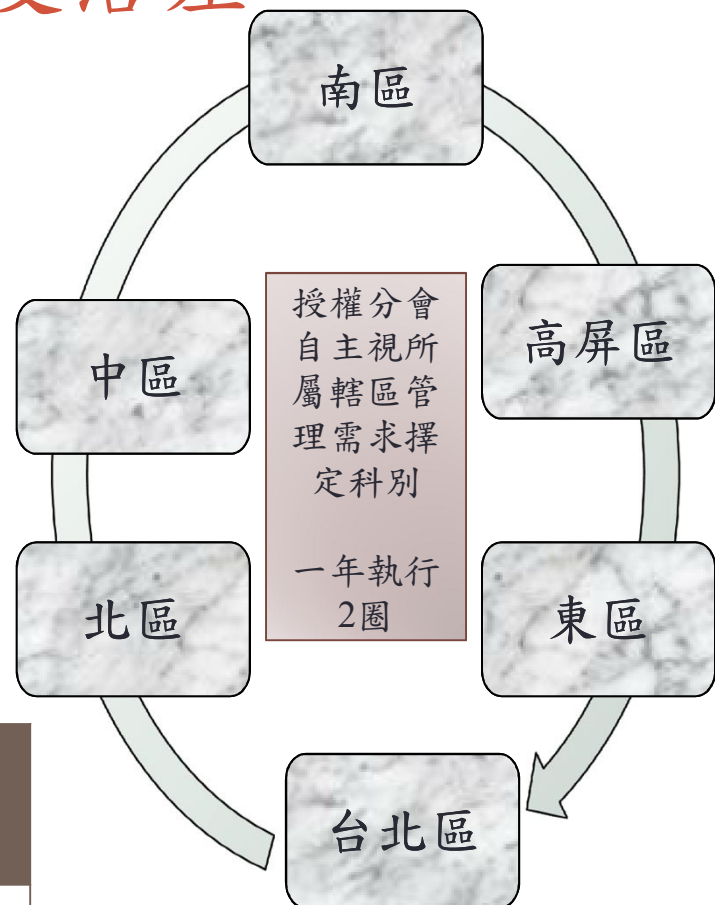 南區
高屏區
中區
授權分會
自主視所
屬轄區管
理需求擇
定科別
一年執行
2圈
北區
東區
台北區